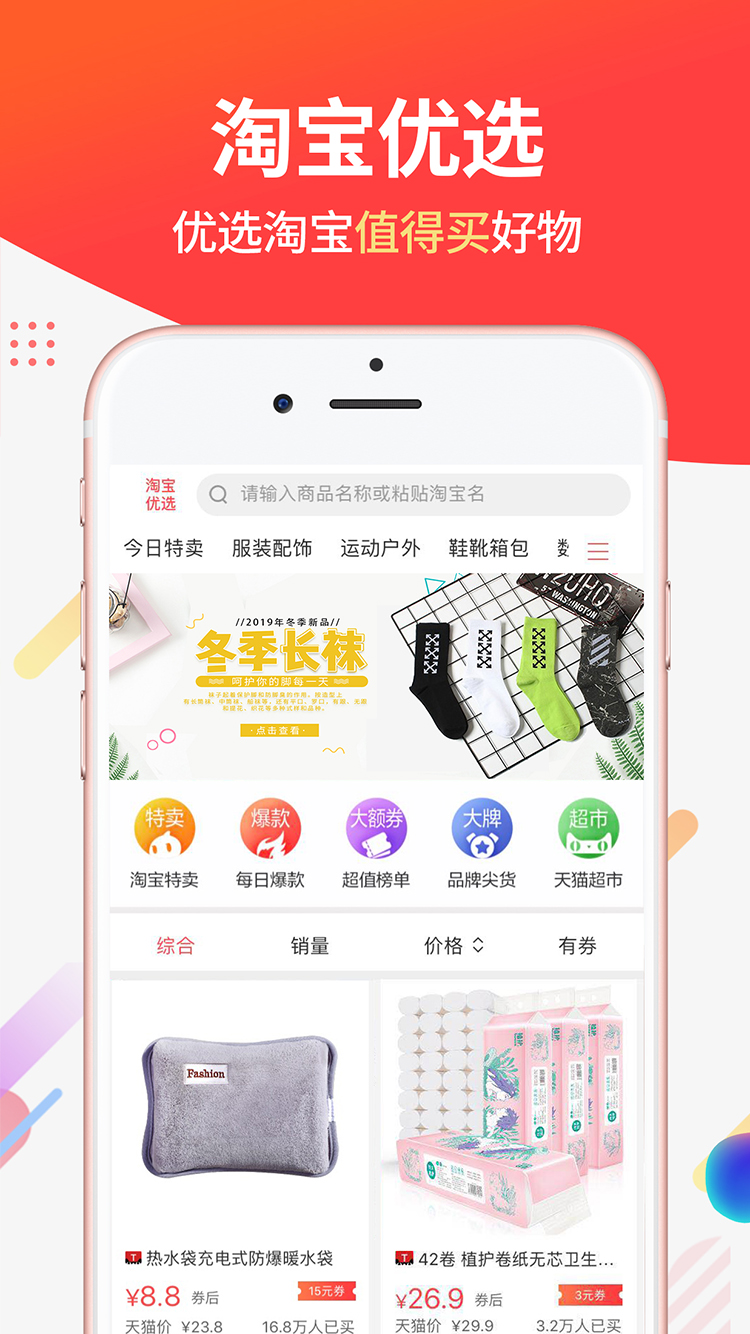 淘宝优选
优选淘宝值得买好物
淘宝
优选
请输入商品名称或粘贴淘宝名
今日特卖 服装配饰 运动户外 鞋靴箱包
//2019年冬季新品//
冬季长袜
呵护你的脚每一天
·点击查看·
WASHINGTON
特卖 爆款 大额券 大牌 超市
淘宝特卖 每日爆款 超值榜单 品牌尖货 天猫超市
综合 销量 价格 有券
Fashion
植护
热水袋充电式防爆暖水袋
¥8.8 券后 15元券
天猫价 ¥23.8 16.8万人已买
42卷 植护卷纸无芯卫生...
¥26.9 券后 3元券
天猫价 ¥29.9 3.2万人已买